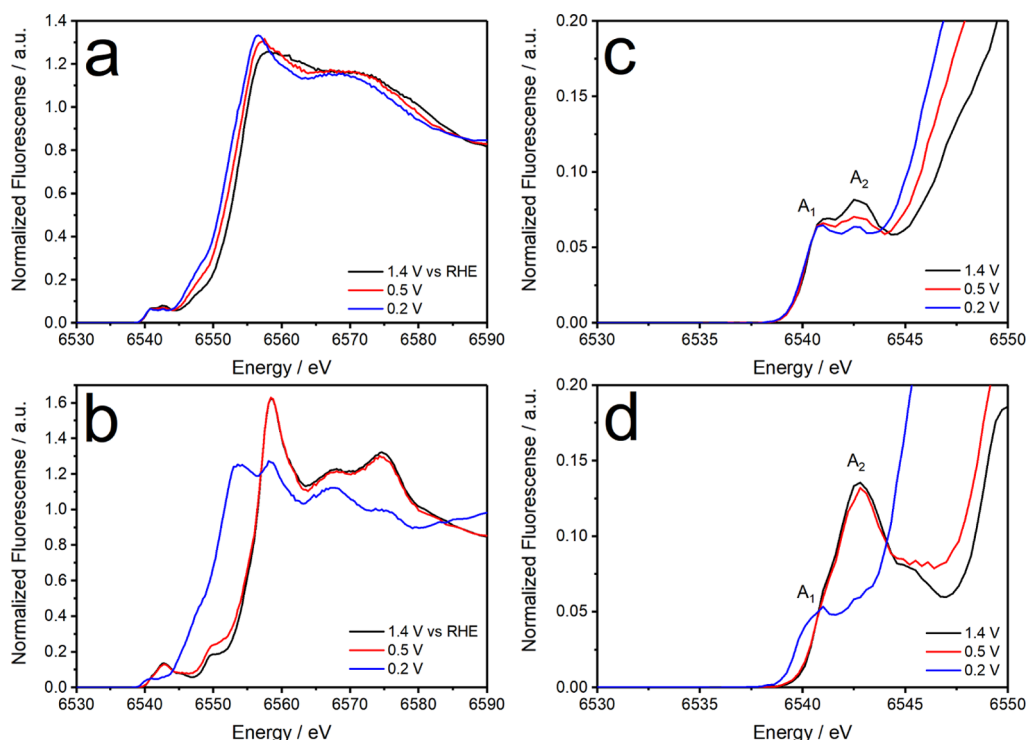 a
Normalized Fluorescense / a.u.
1.4
1.2
1.0
0.8
0.6
0.4
0.2
0.0
1.4 V vs RHE
0.5 V
0.2 V
6530 6540 6550 6560 6570 6580 6590
Energy / eV
c
Normalized Fluorescense / a.u.
0.20
0.15
0.10
0.05
0.00
A1
A2
1.4 V
0.5 V
0.2 V
6530 6535 6540 6545 6550
Energy / eV
b
Normalized Fluorescense / a.u.
1.6
1.4
1.2
1.0
0.8
0.6
0.4
0.2
0.0
1.4 V vs RHE
0.5 V
0.2 V
6530 6540 6550 6560 6570 6580 6590
Energy / eV
d
Normalized Fluorescense / a.u.
0.20
0.15
0.10
0.05
0.00
A1
A2
1.4 V
0.5 V
0.2 V
6530 6535 6540 6545 6550
Energy / eV